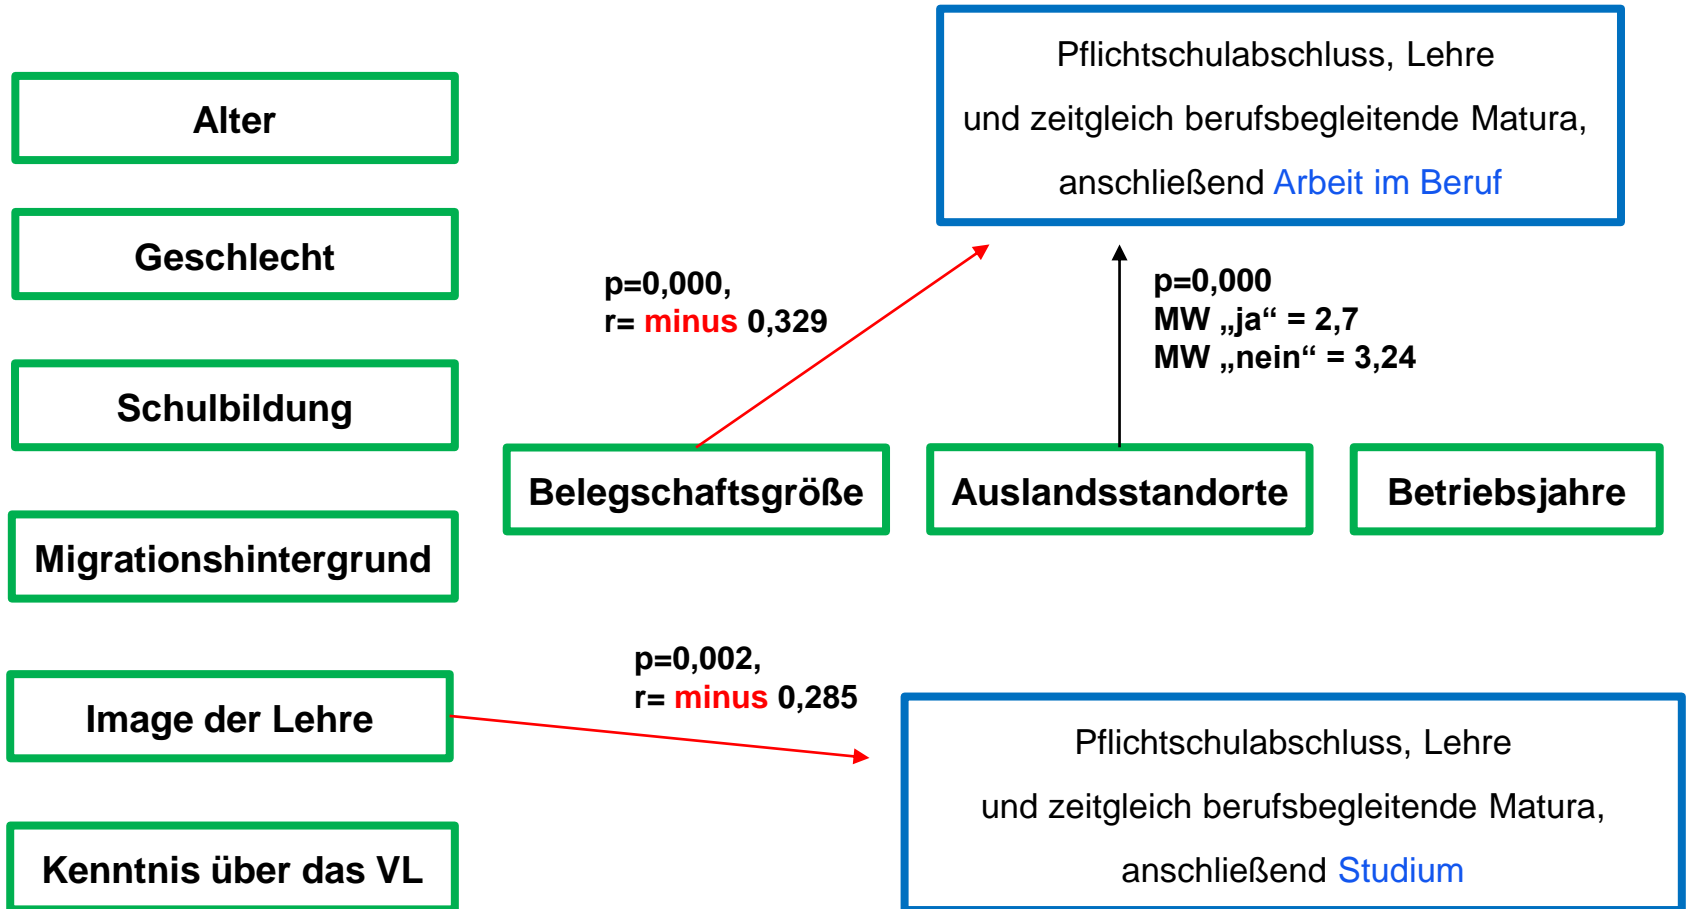 Pflichtschulabschluss, Lehre
und zeitgleich berufsbegleitende Matura,
anschließend Arbeit im Beruf
Alter
Geschlecht
p=0,000,
r= minus 0,329
p=0,000
MW „ja“ = 2,7
MW „nein“ = 3,24
Schulbildung
Belegschaftsgröße
Auslandsstandorte
Betriebsjahre
Migrationshintergrund
p=0,002,
r= minus 0,285
Image der Lehre
Pflichtschulabschluss, Lehre
und zeitgleich berufsbegleitende Matura,
anschließend Studium
Kenntnis über das VL